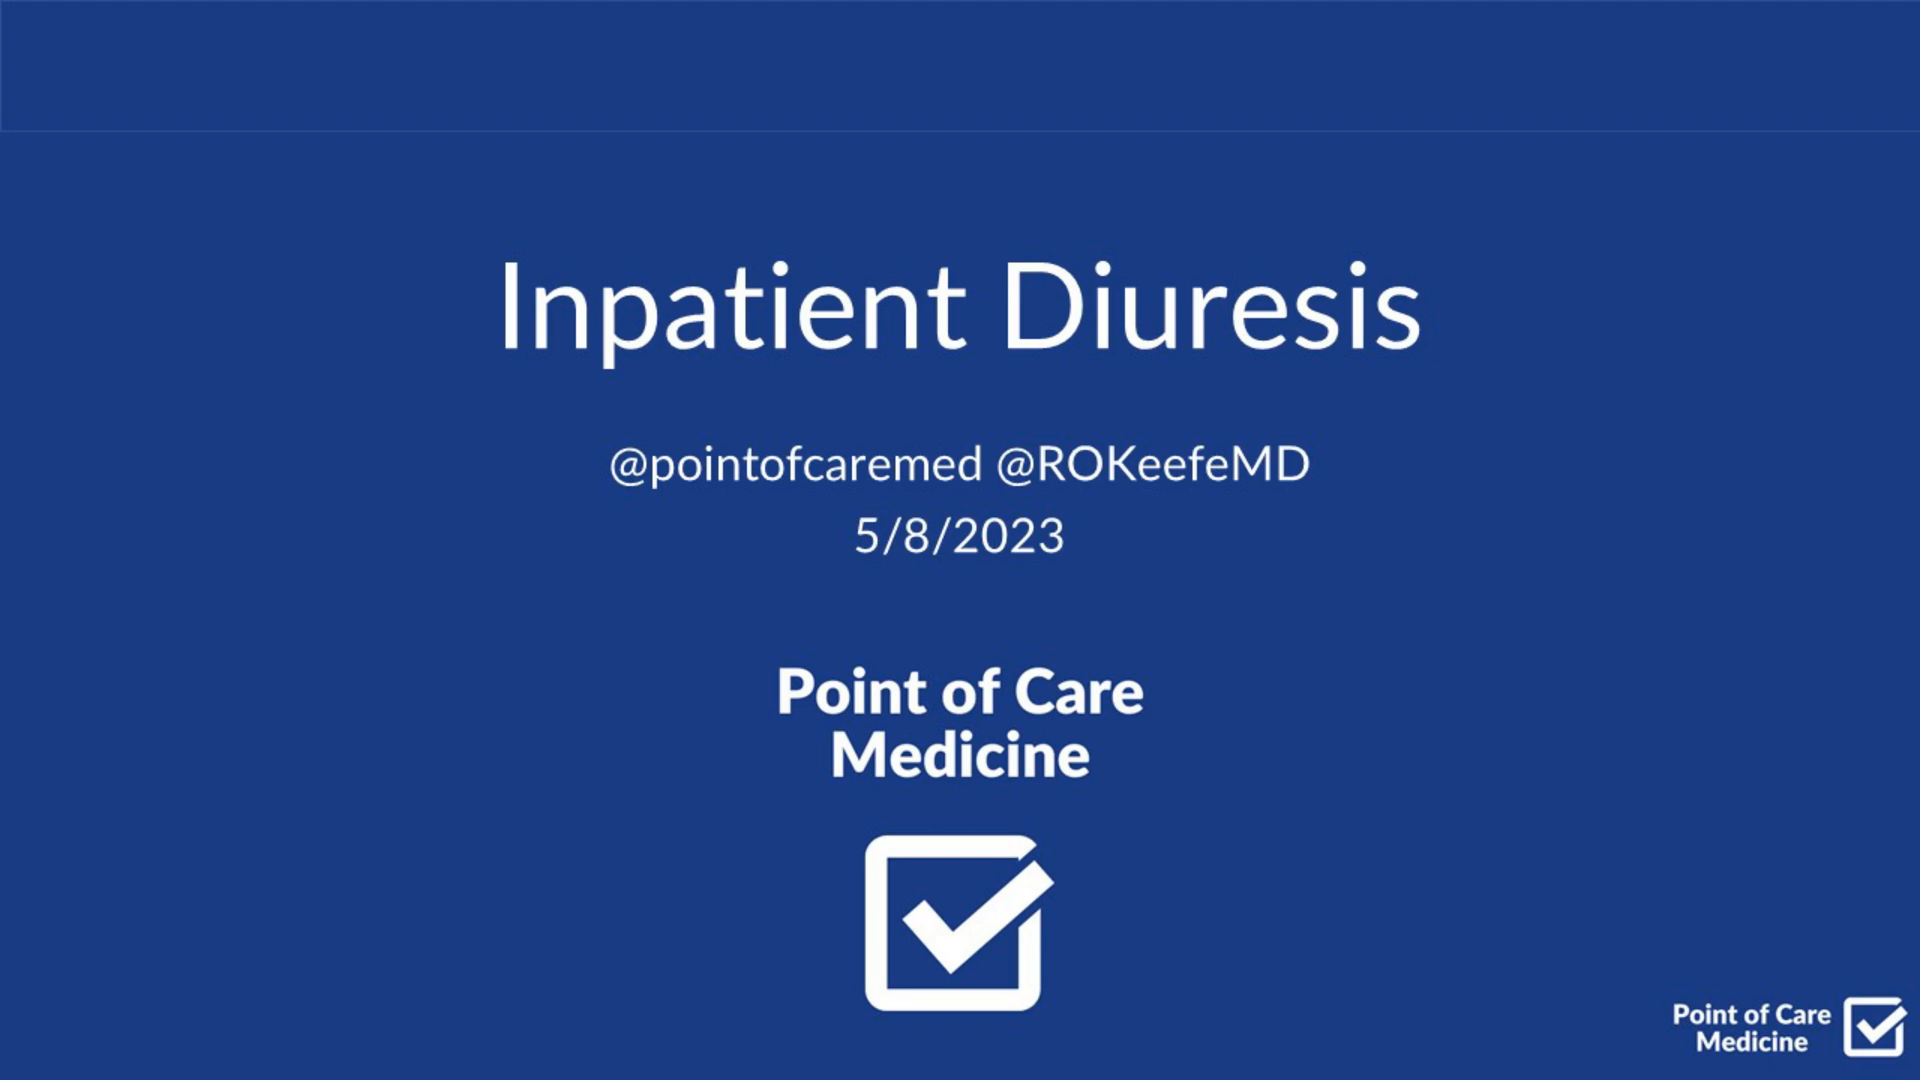 Inpatient Diuresis
@pointofcaremed @ROKeefeMD
5/8/2023
Point of Care
Medicine
Point of Care
Medicine